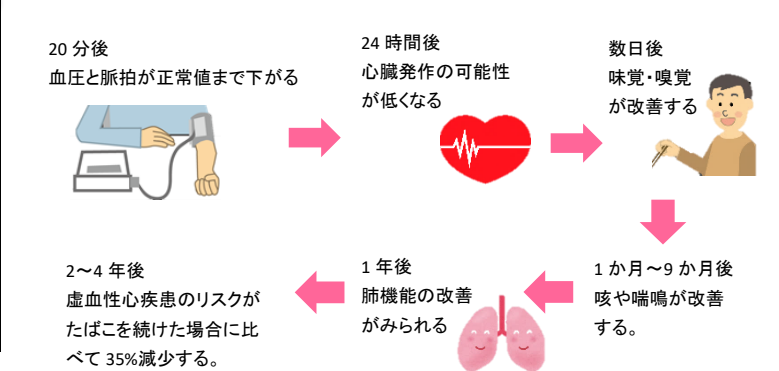 20 分後
血圧と脈拍が正常値まで下がる
24 時間後
心臓発作の可能性
が低くなる
数日後
味覚・嗅覚
が改善する
1 か月～9 か月後
咳や喘鳴が改善
する。
1 年後
肺機能の改善
がみられる
2～4 年後
虚血性心疾患のリスクが
たばこを続けた場合に比
べて 35%減少する。